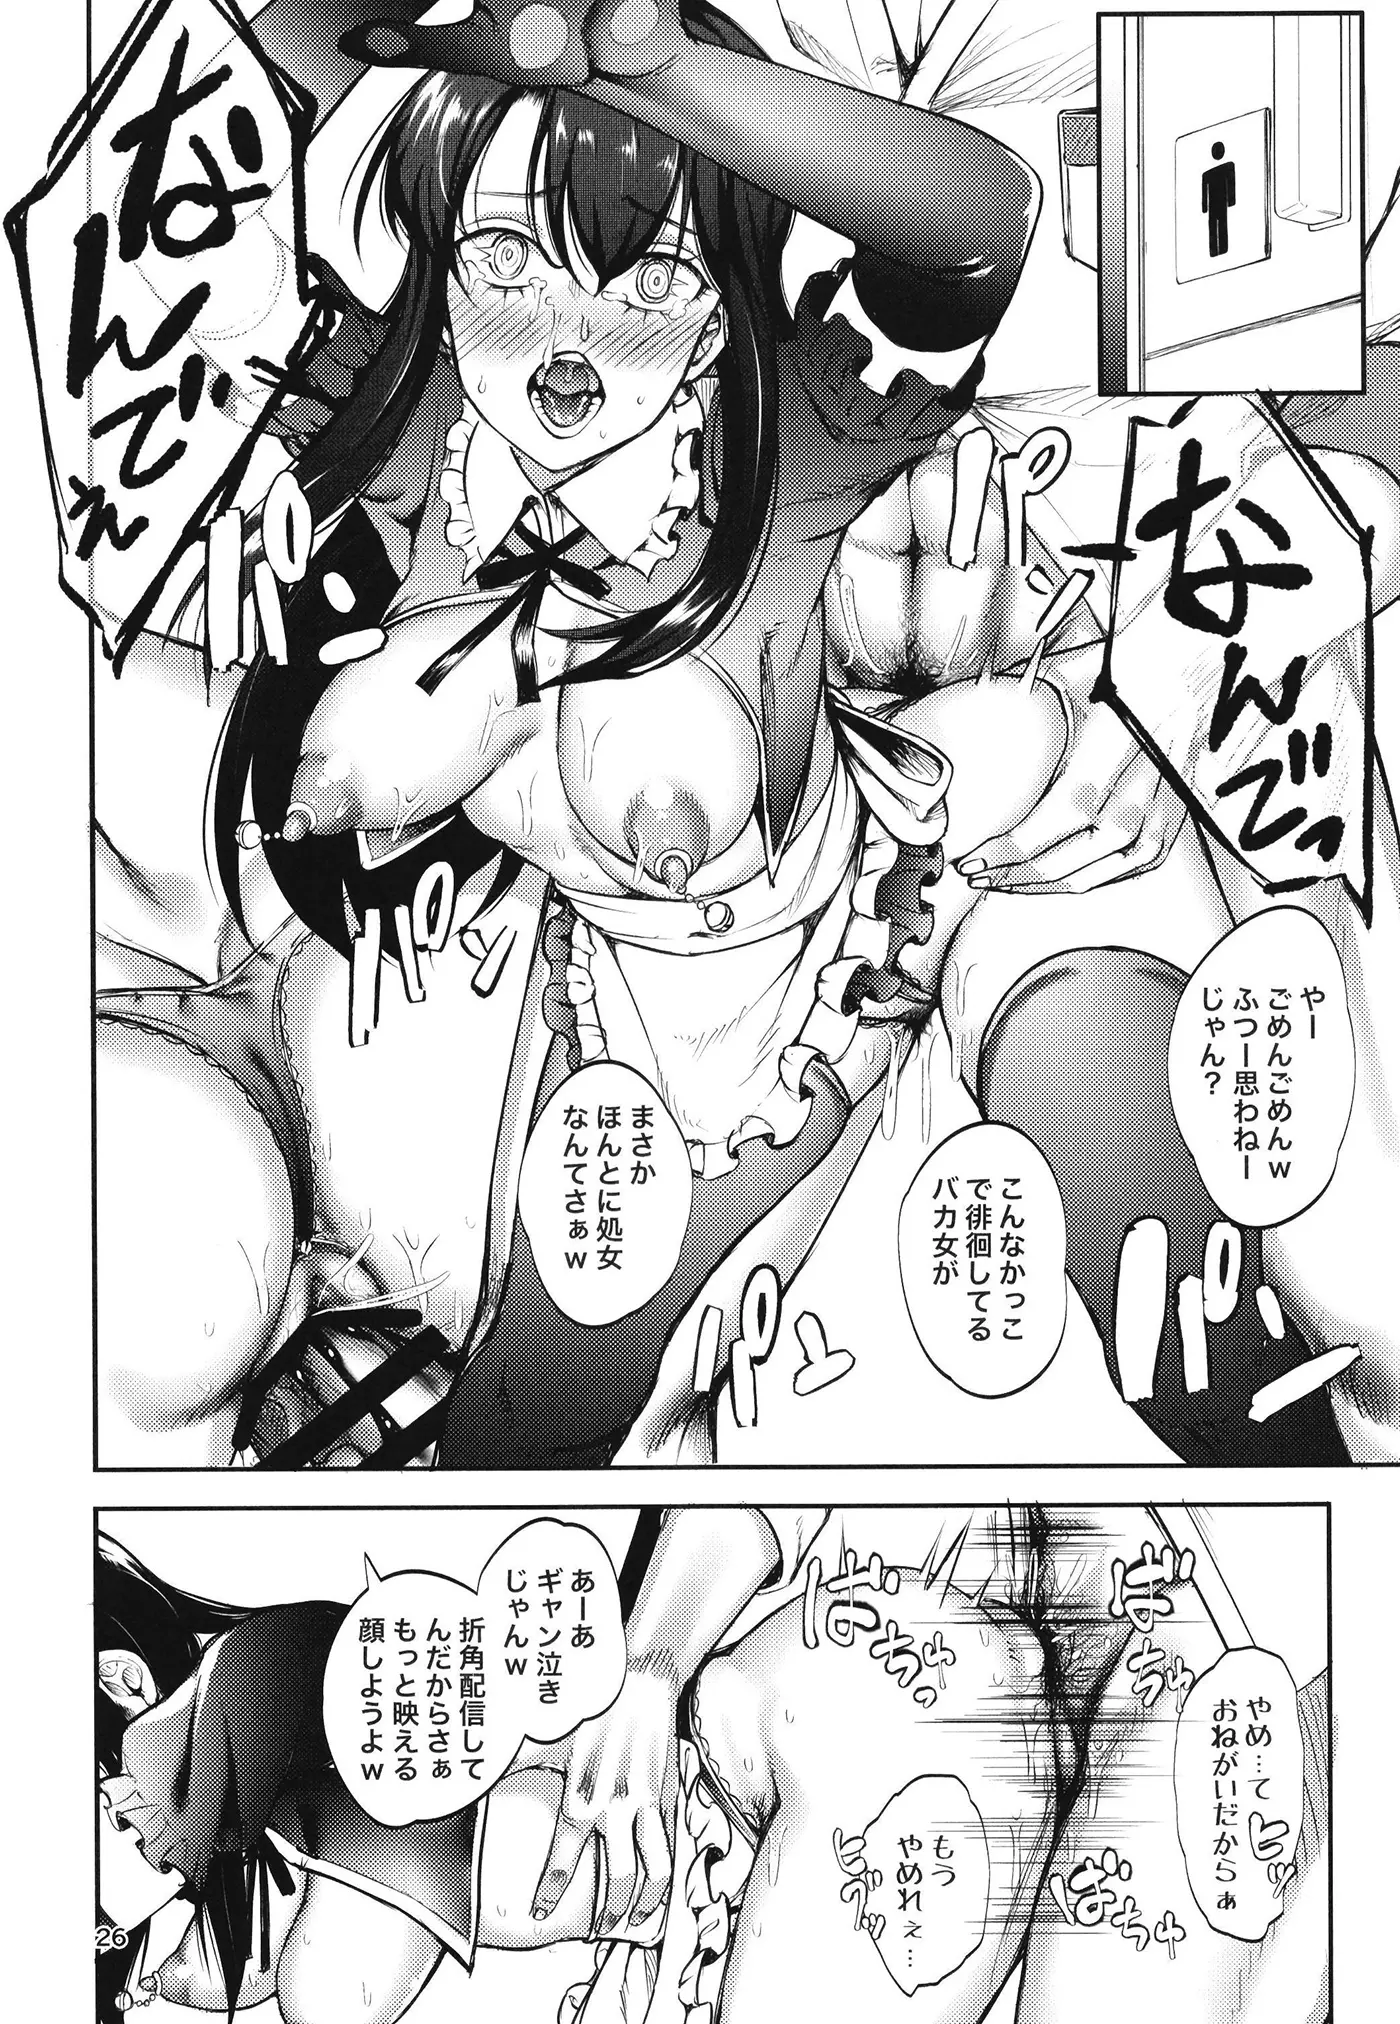 なんでっ
なんでぇ
やー
ごめんごめんw
ふつー思わねー
じゃん?
こんなかっこ
で徘徊してる
バカ女が
まさか
ほんとに処女
なんてさぁw
パンッ
パンッ
パンッ
パンッ
パンッ
やめ…て
おねがいだからぁ
もう
やめれぇ…
あーあ
ギャン泣き
じゃんw
折角配信して
んだからさぁ
もっと映える
顔しようよw
ばちゅ
ばちゅっ
ばちゅ
ビクッ
ビクッ
26